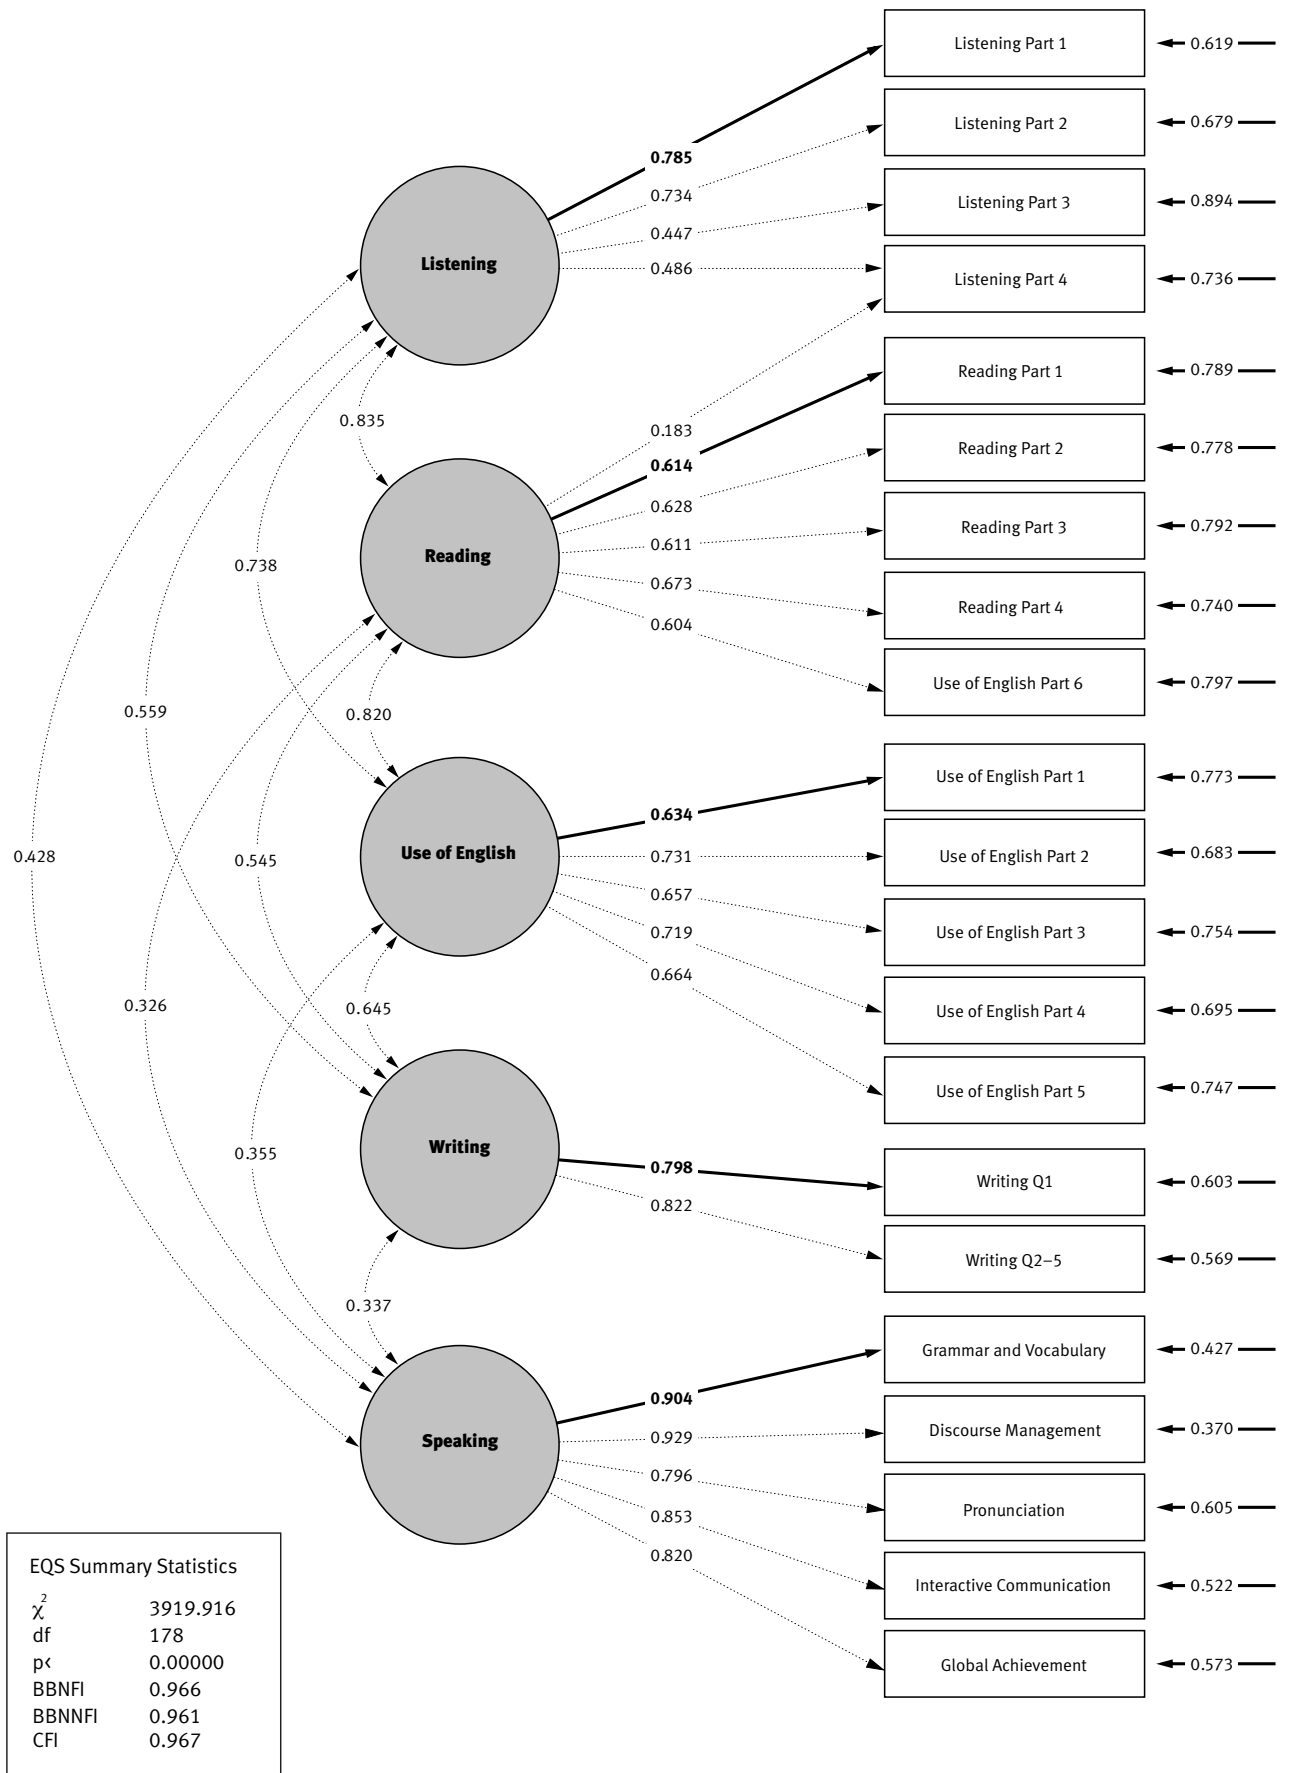 Listening Part 1
0.619
Listening Part 2
0.679
0.785
0.734
Listening Part 3
0.894
0.447
Listening
0.486
Listening Part 4
0.736
Reading Part 1
0.789
0.835
0.183
Reading Part 2
0.778
0.614
0.628
Reading Part 3
0.792
0.611
Reading
0.738
0.673
Reading Part 4
0.740
0.604
Use of English Part 6
0.797
0.559
0.820
Use of English Part 1
0.773
0.634
Use of English
0.428
0.545
0.731
Use of English Part 2
0.683
0.657
0.719
Use of English Part 3
0.754
0.664
0.326
0.645
Use of English Part 4
0.695
Use of English Part 5
0.747
Writing
0.355
0.798
Writing Q1
0.603
0.822
Writing Q2–5
0.569
0.337
Grammar and Vocabulary
0.427
0.904
Speaking
0.929
Discourse Management
0.370
0.796
0.853
Pronunciation
0.605
0.820
Interactive Communication
0.522
Global Achievement
0.573
EQS Summary Statistics
χ2 3919.916
df 178
p< 0.00000
BBNFI 0.966
BBNNFI 0.961
CFI 0.967